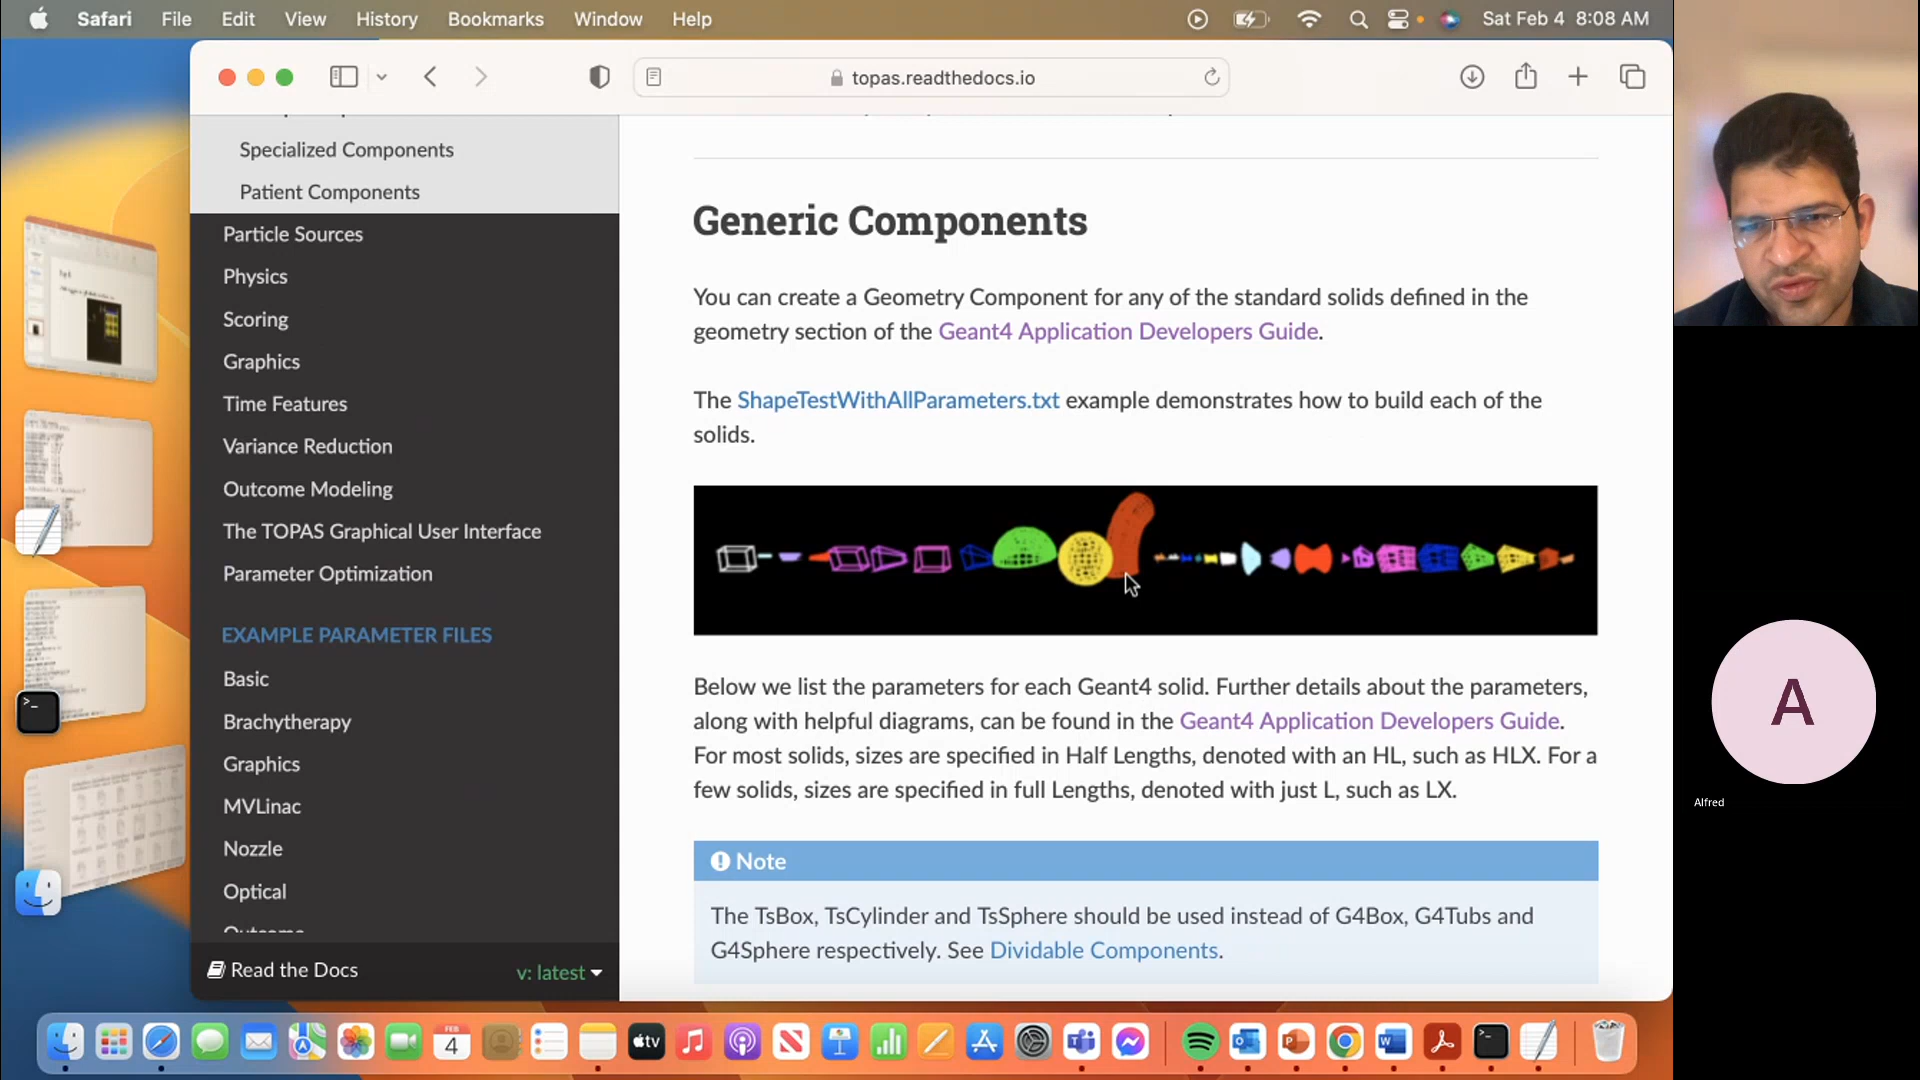 Safari File Edit View History Bookmarks Window Help Sat Feb 4 8:08 AM
topas.readthedocs.io
Specialized Components
Patient Components
Particle Sources
Physics
Scoring
Graphics
Time Features
Variance Reduction
Outcome Modeling
The TOPAS Graphical User Interface
Parameter Optimization
EXAMPLE PARAMETER FILES
Basic
Brachytherapy
Graphics
MVLinac
Nozzle
Optical
Outcome
Read the Docs v: latest
Generic Components
You can create a Geometry Component for any of the standard solids defined in the
geometry section of the Geant4 Application Developers Guide.
The ShapeTestWithAllParameters.txt example demonstrates how to build each of the
solids.
Below we list the parameters for each Geant4 solid. Further details about the parameters,
along with helpful diagrams, can be found in the Geant4 Application Developers Guide.
For most solids, sizes are specified in Half Lengths, denoted with an HL, such as HLX. For a
few solids, sizes are specified in full Lengths, denoted with just L, such as LX.
Note
The TsBox, TsCylinder and TsSphere should be used instead of G4Box, G4Tubs and
G4Sphere respectively. See Dividable Components.
A
Alfred
FEB
4
tv